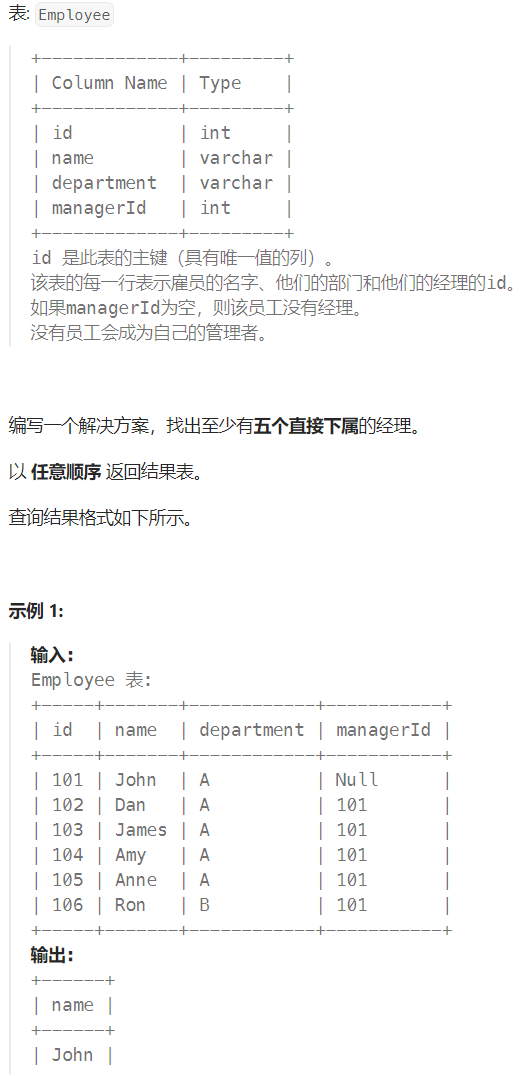 表: Employee
+-------------+---------+
| Column Name | Type    |
+-------------+---------+
| id          | int     |
| name        | varchar |
| department  | varchar |
| managerId   | int     |
+-------------+---------+
id 是此表的主键（具有唯一值的列）。
该表的每一行表示雇员的名字、他们的部门和他们的经理的id。
如果managerId为空，则该员工没有经理。
没有员工会成为自己的管理者。
编写一个解决方案，找出至少有五个直接下属的经理。
以 任意顺序 返回结果表。
查询结果格式如下所示。
示例 1:
输入:
Employee 表:
+-----+-------+------------+-----------+
| id  | name  | department | managerId |
+-----+-------+------------+-----------+
| 101 | John  | A          | Null      |
| 102 | Dan   | A          | 101       |
| 103 | James | A          | 101       |
| 104 | Amy   | A          | 101       |
| 105 | Anne  | A          | 101       |
| 106 | Ron   | B          | 101       |
+-----+-------+------------+-----------+
输出:
+------+
| name |
+------+
| John |